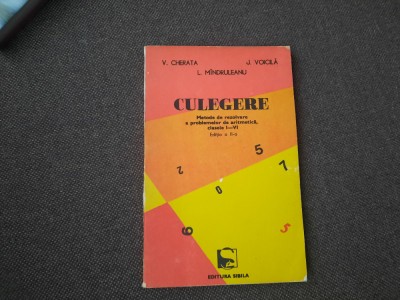 V. CHERATA J. VOICILĂ
L. MÎNDRULEANU
CULEGERE
Metode de rezolvare
a problemelor de aritmetică,
clasele I—VI
Ediția a II-a
5
2
0
7
6
5
EDITURA SIBILA